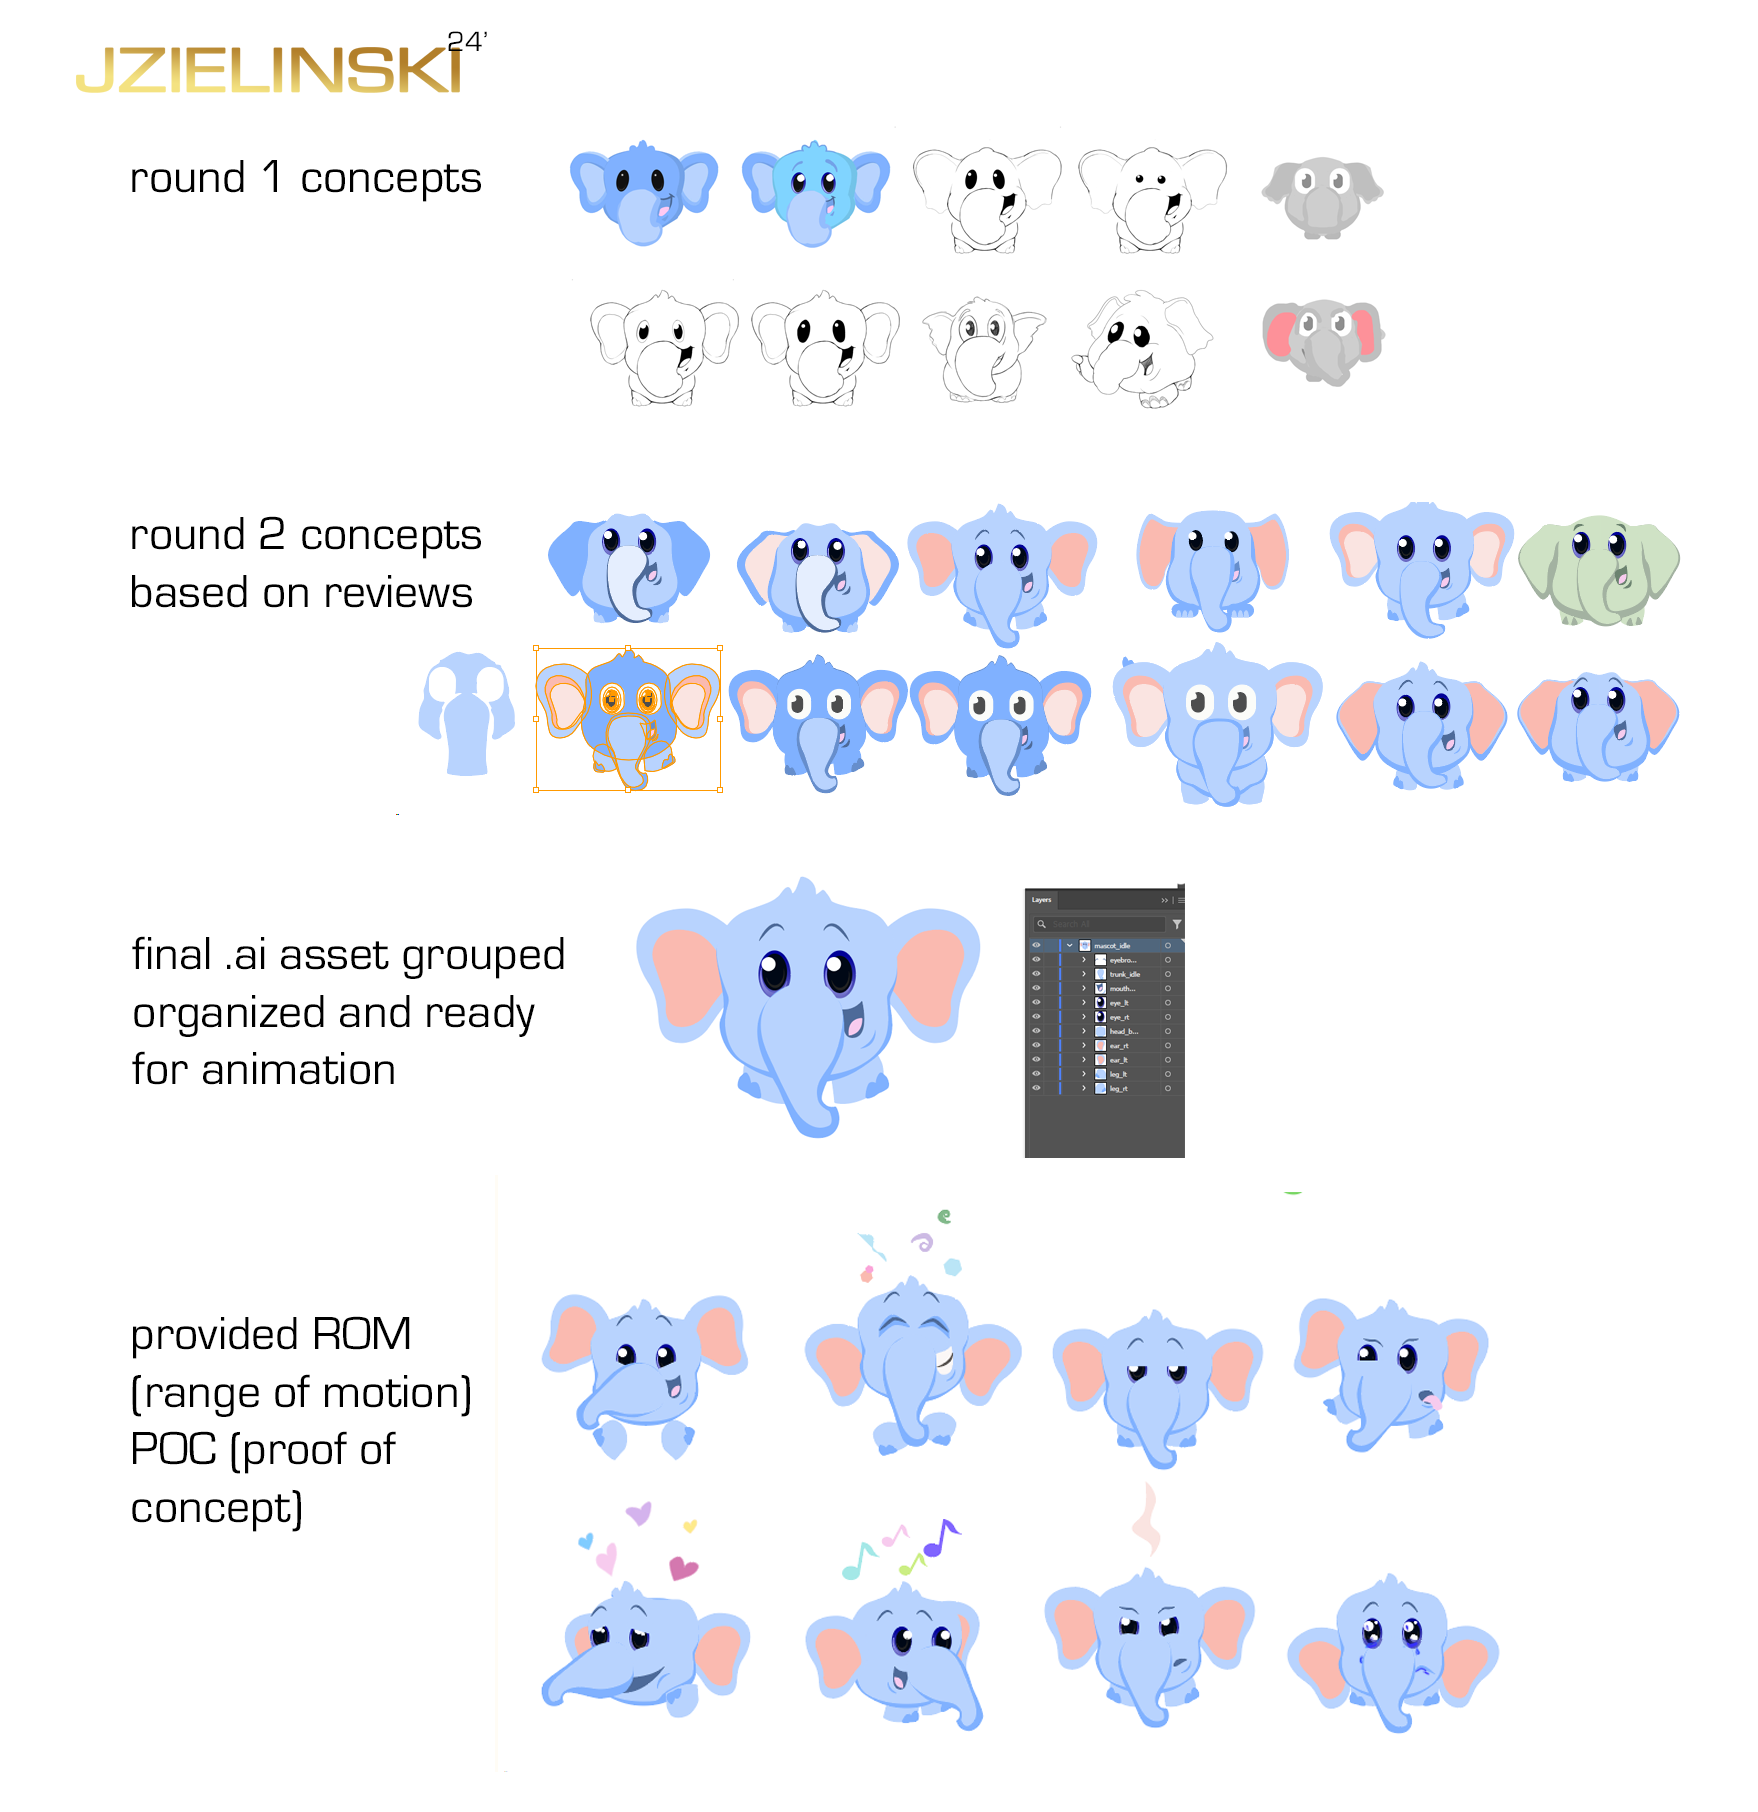 JZIELINSKI 24'
round 1 concepts
round 2 concepts
based on reviews
final .ai asset grouped
organized and ready
for animation
Layers
Search All
mascot_idle
eyebro...
trunk_idle
mouth...
eye_lt
eye_rt
head_b...
ear_rt
ear_lt
leg_lt
leg_rt
provided ROM
(range of motion)
POC (proof of
concept)